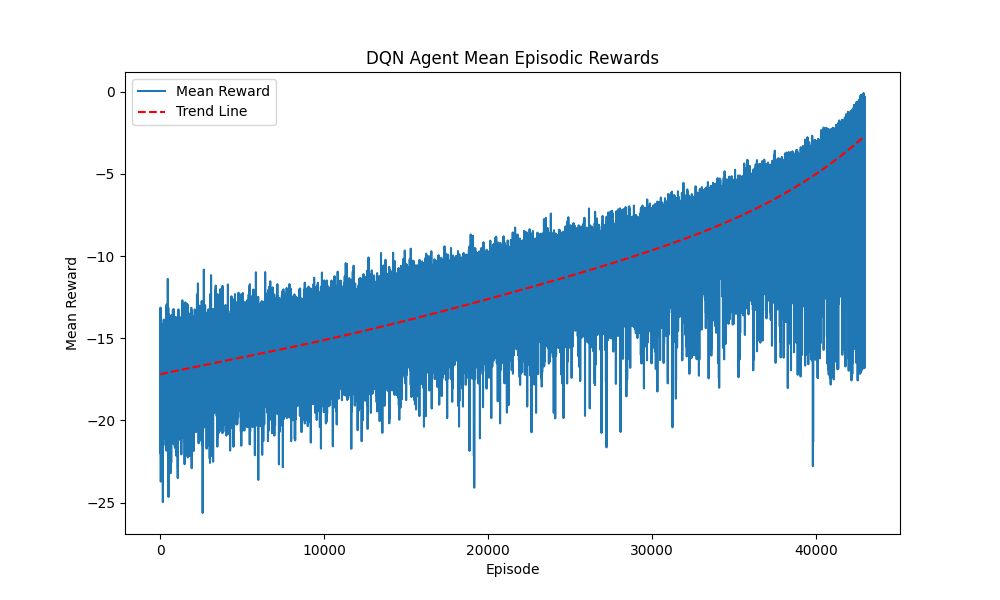 DQN Agent Mean Episodic Rewards
Mean Reward
Trend Line
0
−5
−10
−15
−20
−25
Mean Reward
0
10000
20000
30000
40000
Episode